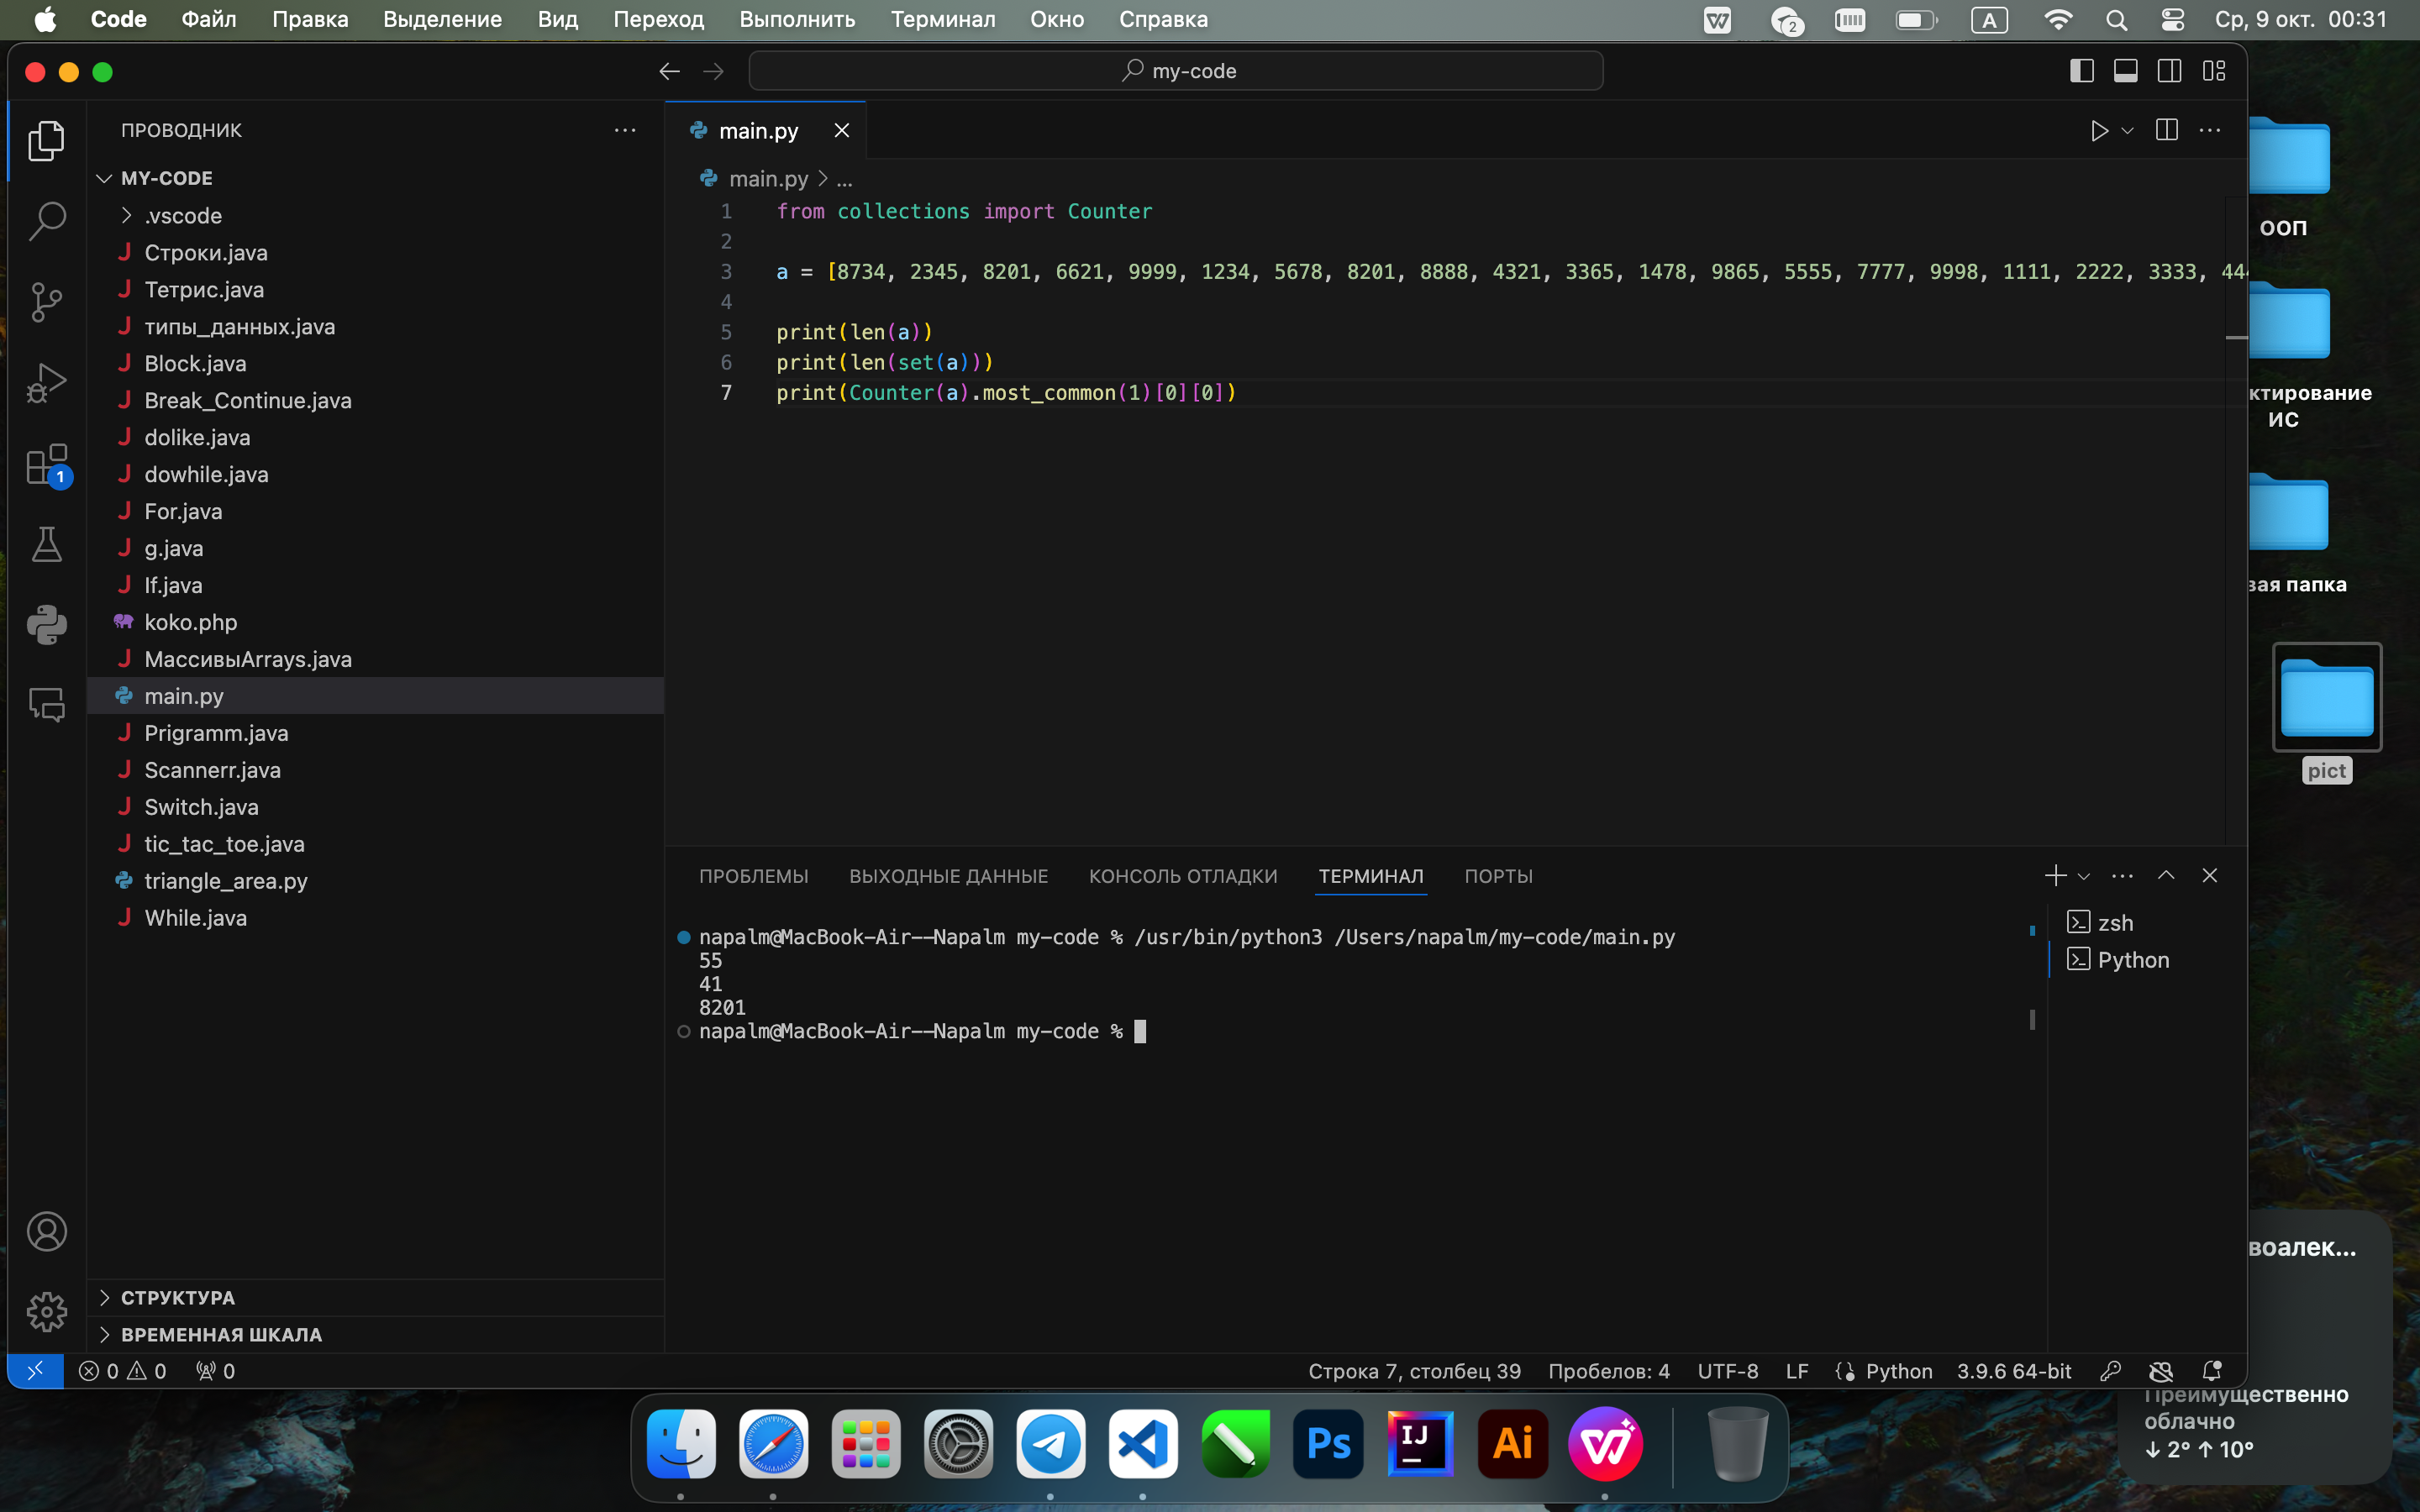 Code Файл Правка Выделение Вид Переход Выполнить Терминал Окно Справка 2 A Ср, 9 окт. 00:31
my-code
ПРОВОДНИК
MY-CODE
.vscode
Строки.java
Тетрис.java
типы_данных.java
Block.java
Break_Continue.java
dolike.java
dowhile.java
For.java
g.java
If.java
koko.php
МассивыArrays.java
main.py
Prigramm.java
Scannerr.java
Switch.java
tic_tac_toe.java
triangle_area.py
While.java
СТРУКТУРА
ВРЕМЕННАЯ ШКАЛА
1
main.py
main.py > ...
1 from collections import Counter
2
3 a = [8734, 2345, 8201, 6621, 9999, 1234, 5678, 8201, 8888, 4321, 3365, 1478, 9865, 5555, 7777, 9998, 1111, 2222, 3333, 444
4
5 print(len(a))
6 print(len(set(a)))
7 print(Counter(a).most_common(1)[0][0])
ПРОБЛЕМЫ ВЫХОДНЫЕ ДАННЫЕ КОНСОЛЬ ОТЛАДКИ ТЕРМИНАЛ ПОРТЫ
napalm@MacBook-Air--Napalm my-code % /usr/bin/python3 /Users/napalm/my-code/main.py
55
41
8201
napalm@MacBook-Air--Napalm my-code %
zsh
Python
0 0 0 Строка 7, столбец 39 Пробелов: 4 UTF-8 LF Python 3.9.6 64-bit
ООП
ктирование
ИС
вая папка
pict
воалек...
Преимущественно
облачно
↓ 2° ↑ 10°
Ps IJ Ai